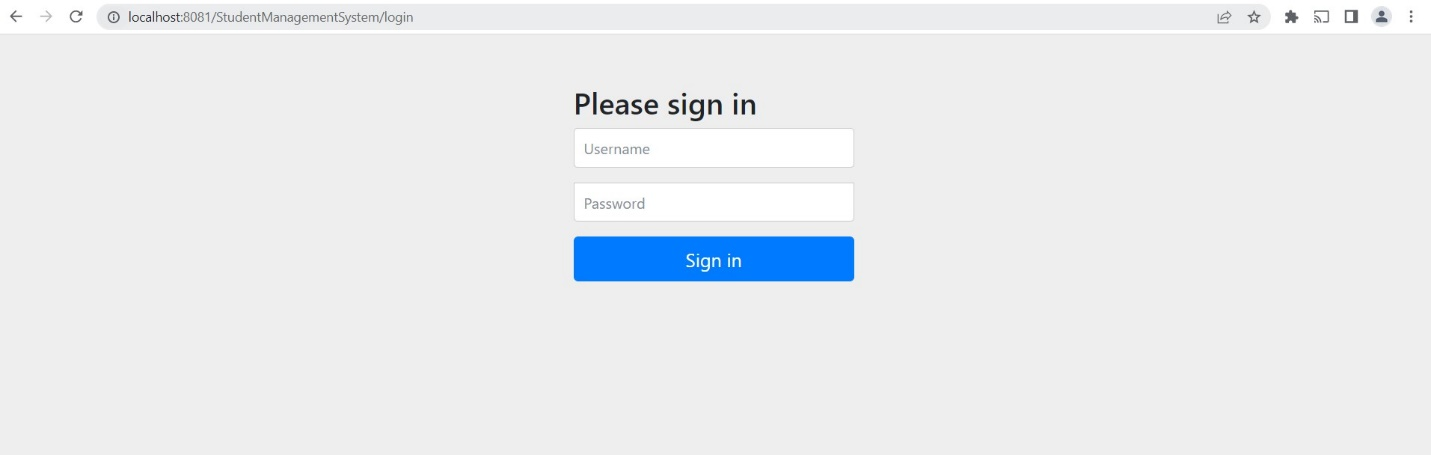 localhost:8081/StudentManagementSystem/login
Please sign in
Username
Password
Sign in